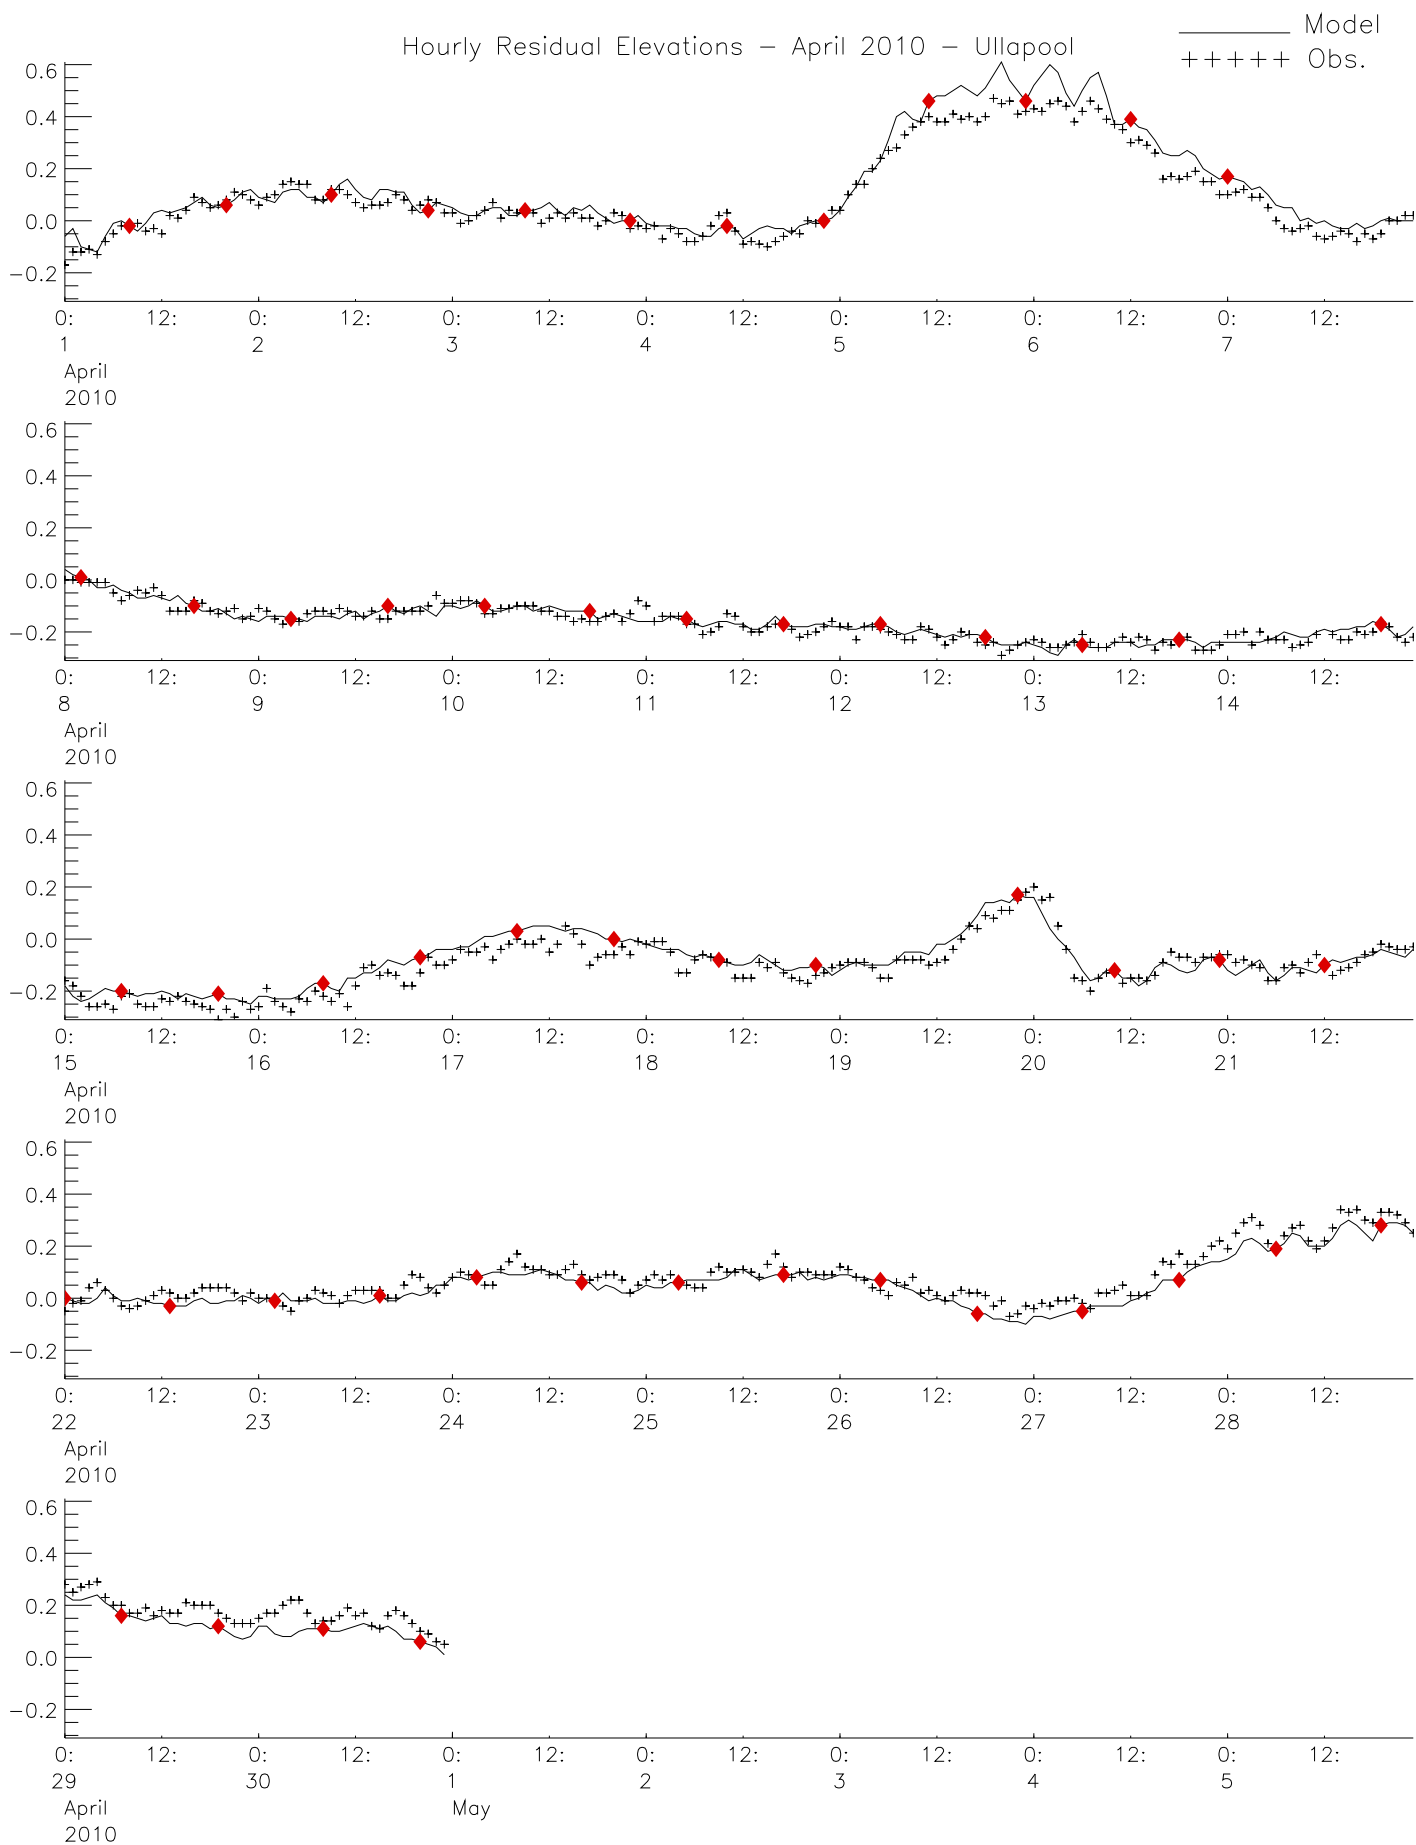 Hourly Residual Elevations – April 2010 – Ullapool
Model
+++++ Obs.
0.6
0.4
0.2
0.0
−0.2
0: 12: 0: 12: 0: 12: 0: 12: 0: 12: 0: 12: 0: 12:
1 2 3 4 5 6 7
April
2010
0.6
0.4
0.2
0.0
−0.2
0: 12: 0: 12: 0: 12: 0: 12: 0: 12: 0: 12: 0: 12:
8 9 10 11 12 13 14
April
2010
0.6
0.4
0.2
0.0
−0.2
0: 12: 0: 12: 0: 12: 0: 12: 0: 12: 0: 12: 0: 12:
15 16 17 18 19 20 21
April
2010
0.6
0.4
0.2
0.0
−0.2
0: 12: 0: 12: 0: 12: 0: 12: 0: 12: 0: 12: 0: 12:
22 23 24 25 26 27 28
April
2010
0.6
0.4
0.2
0.0
−0.2
0: 12: 0: 12: 0: 12: 0: 12: 0: 12: 0: 12: 0: 12:
29 30 1 2 3 4 5
April May
2010